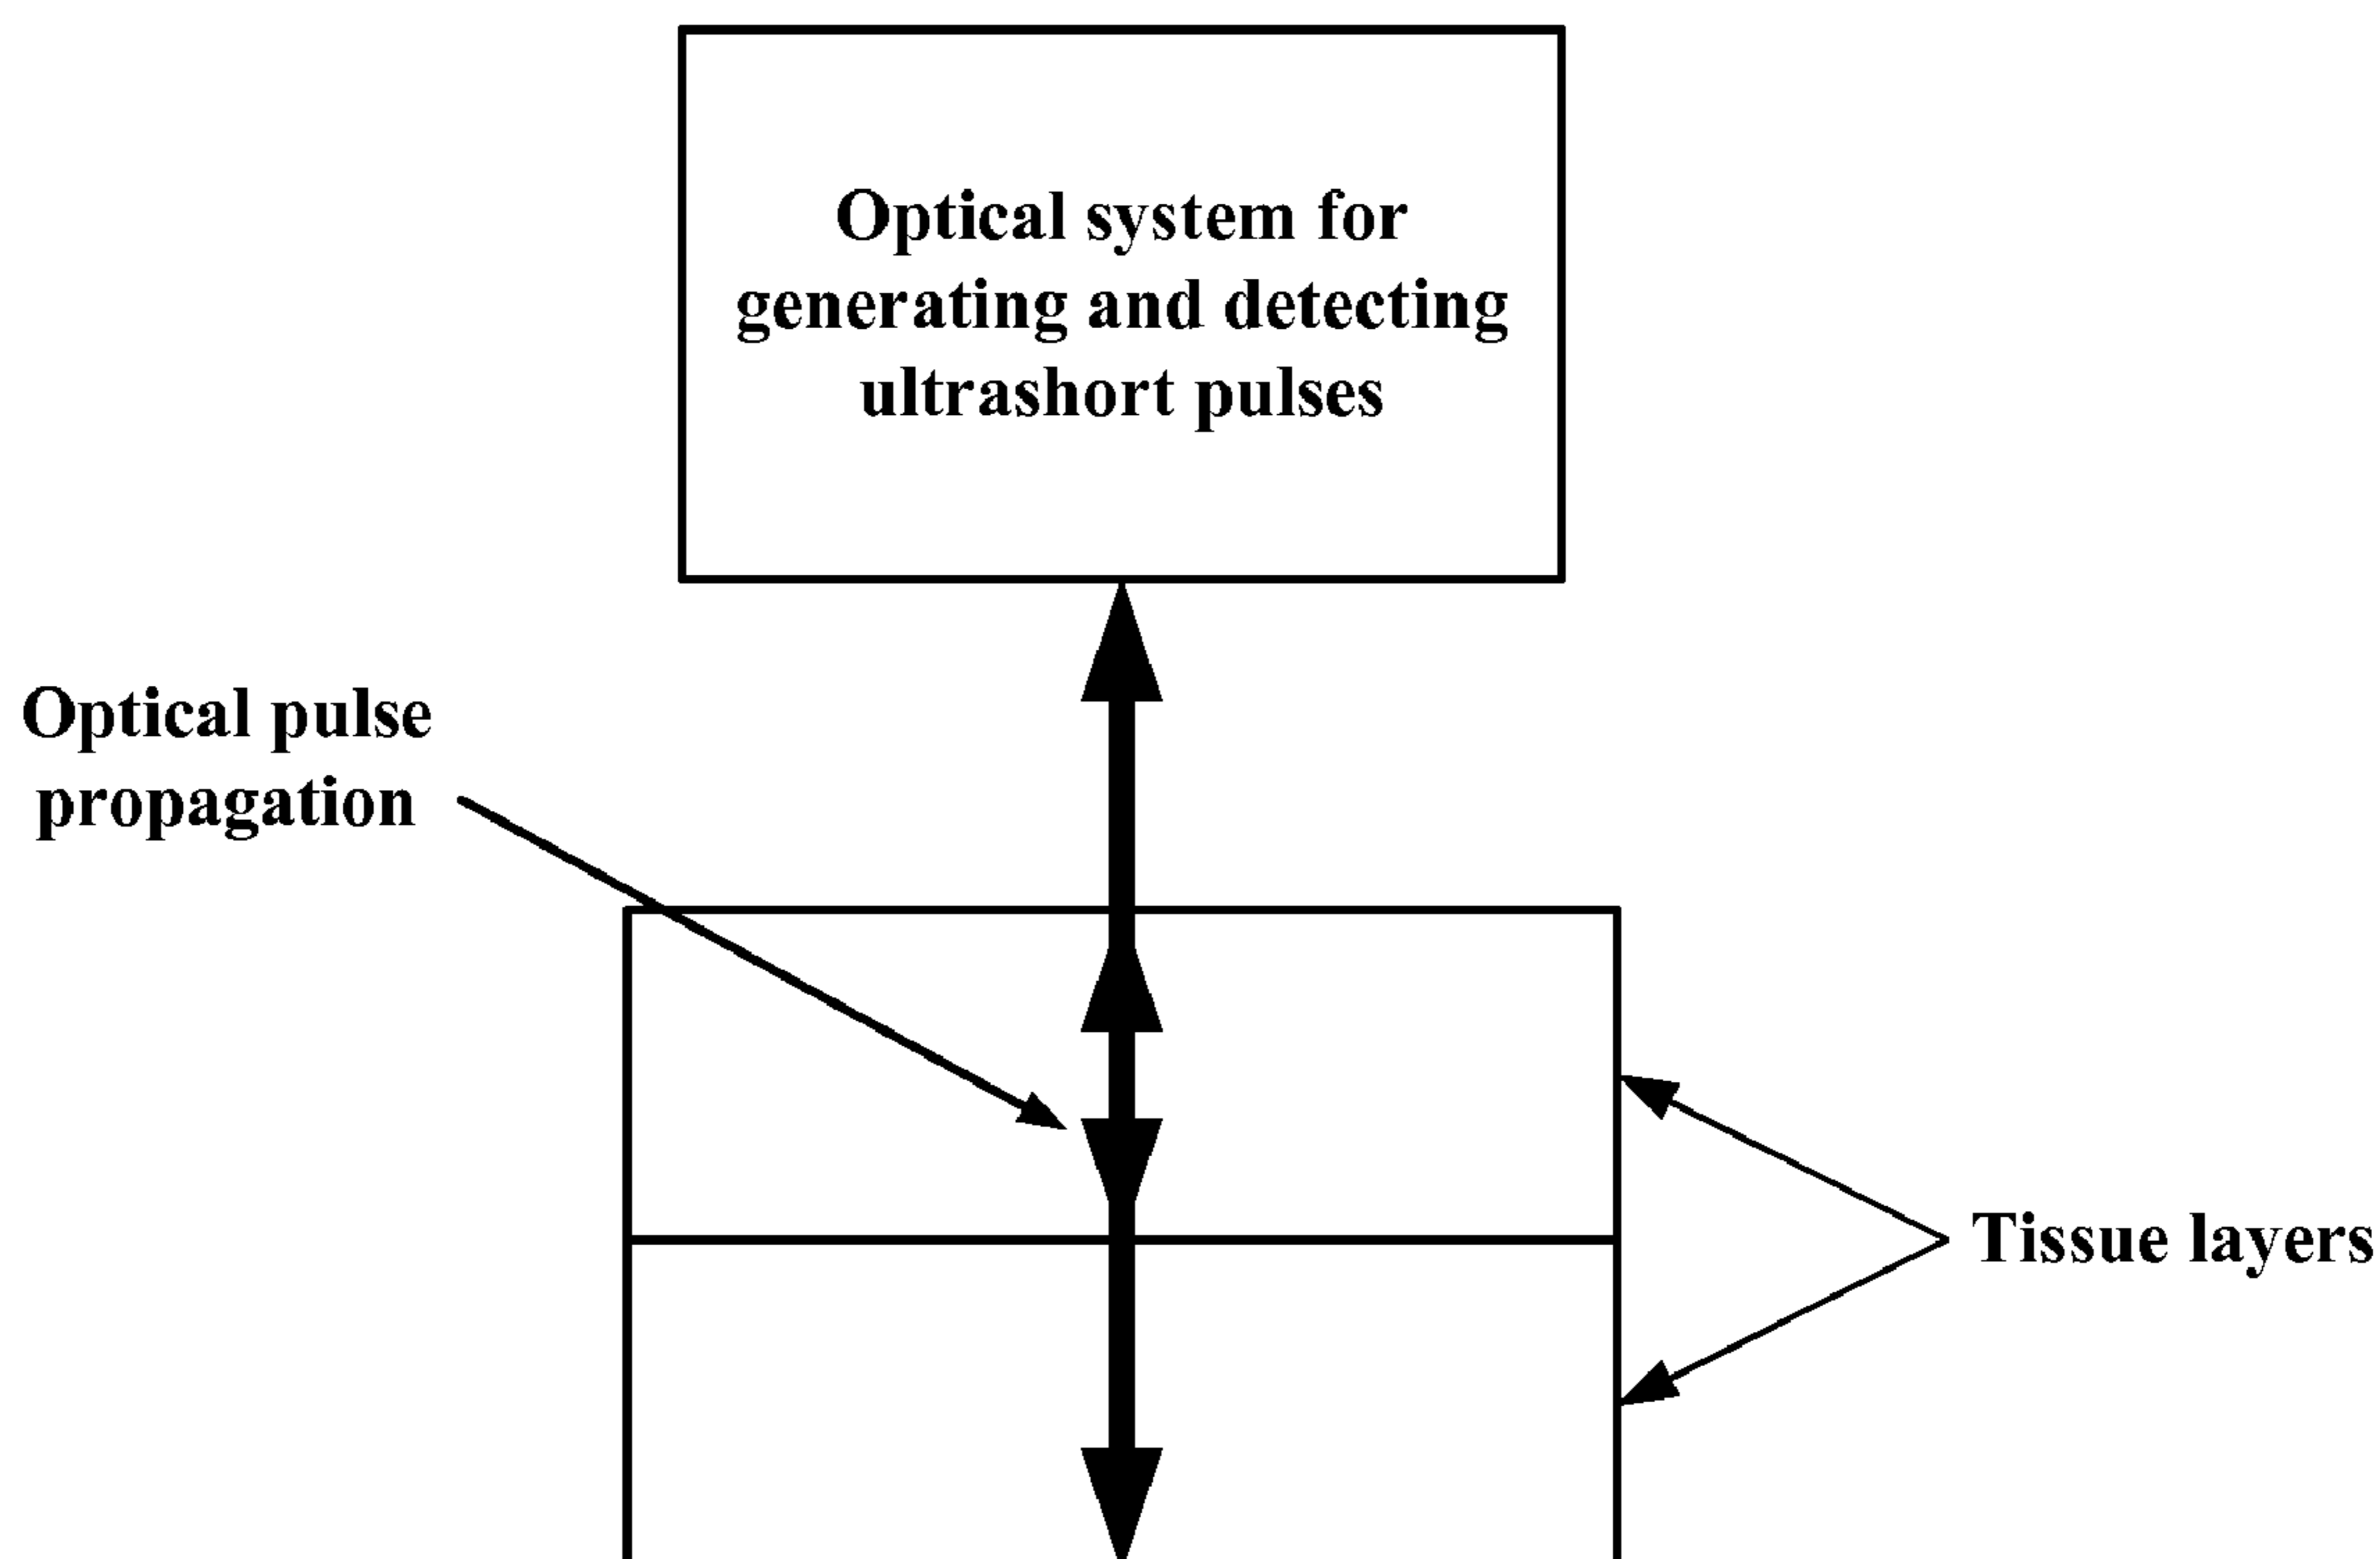 Optical system for
generating and detecting
ultrashort pulses
Optical pulse
propagation
Tissue layers